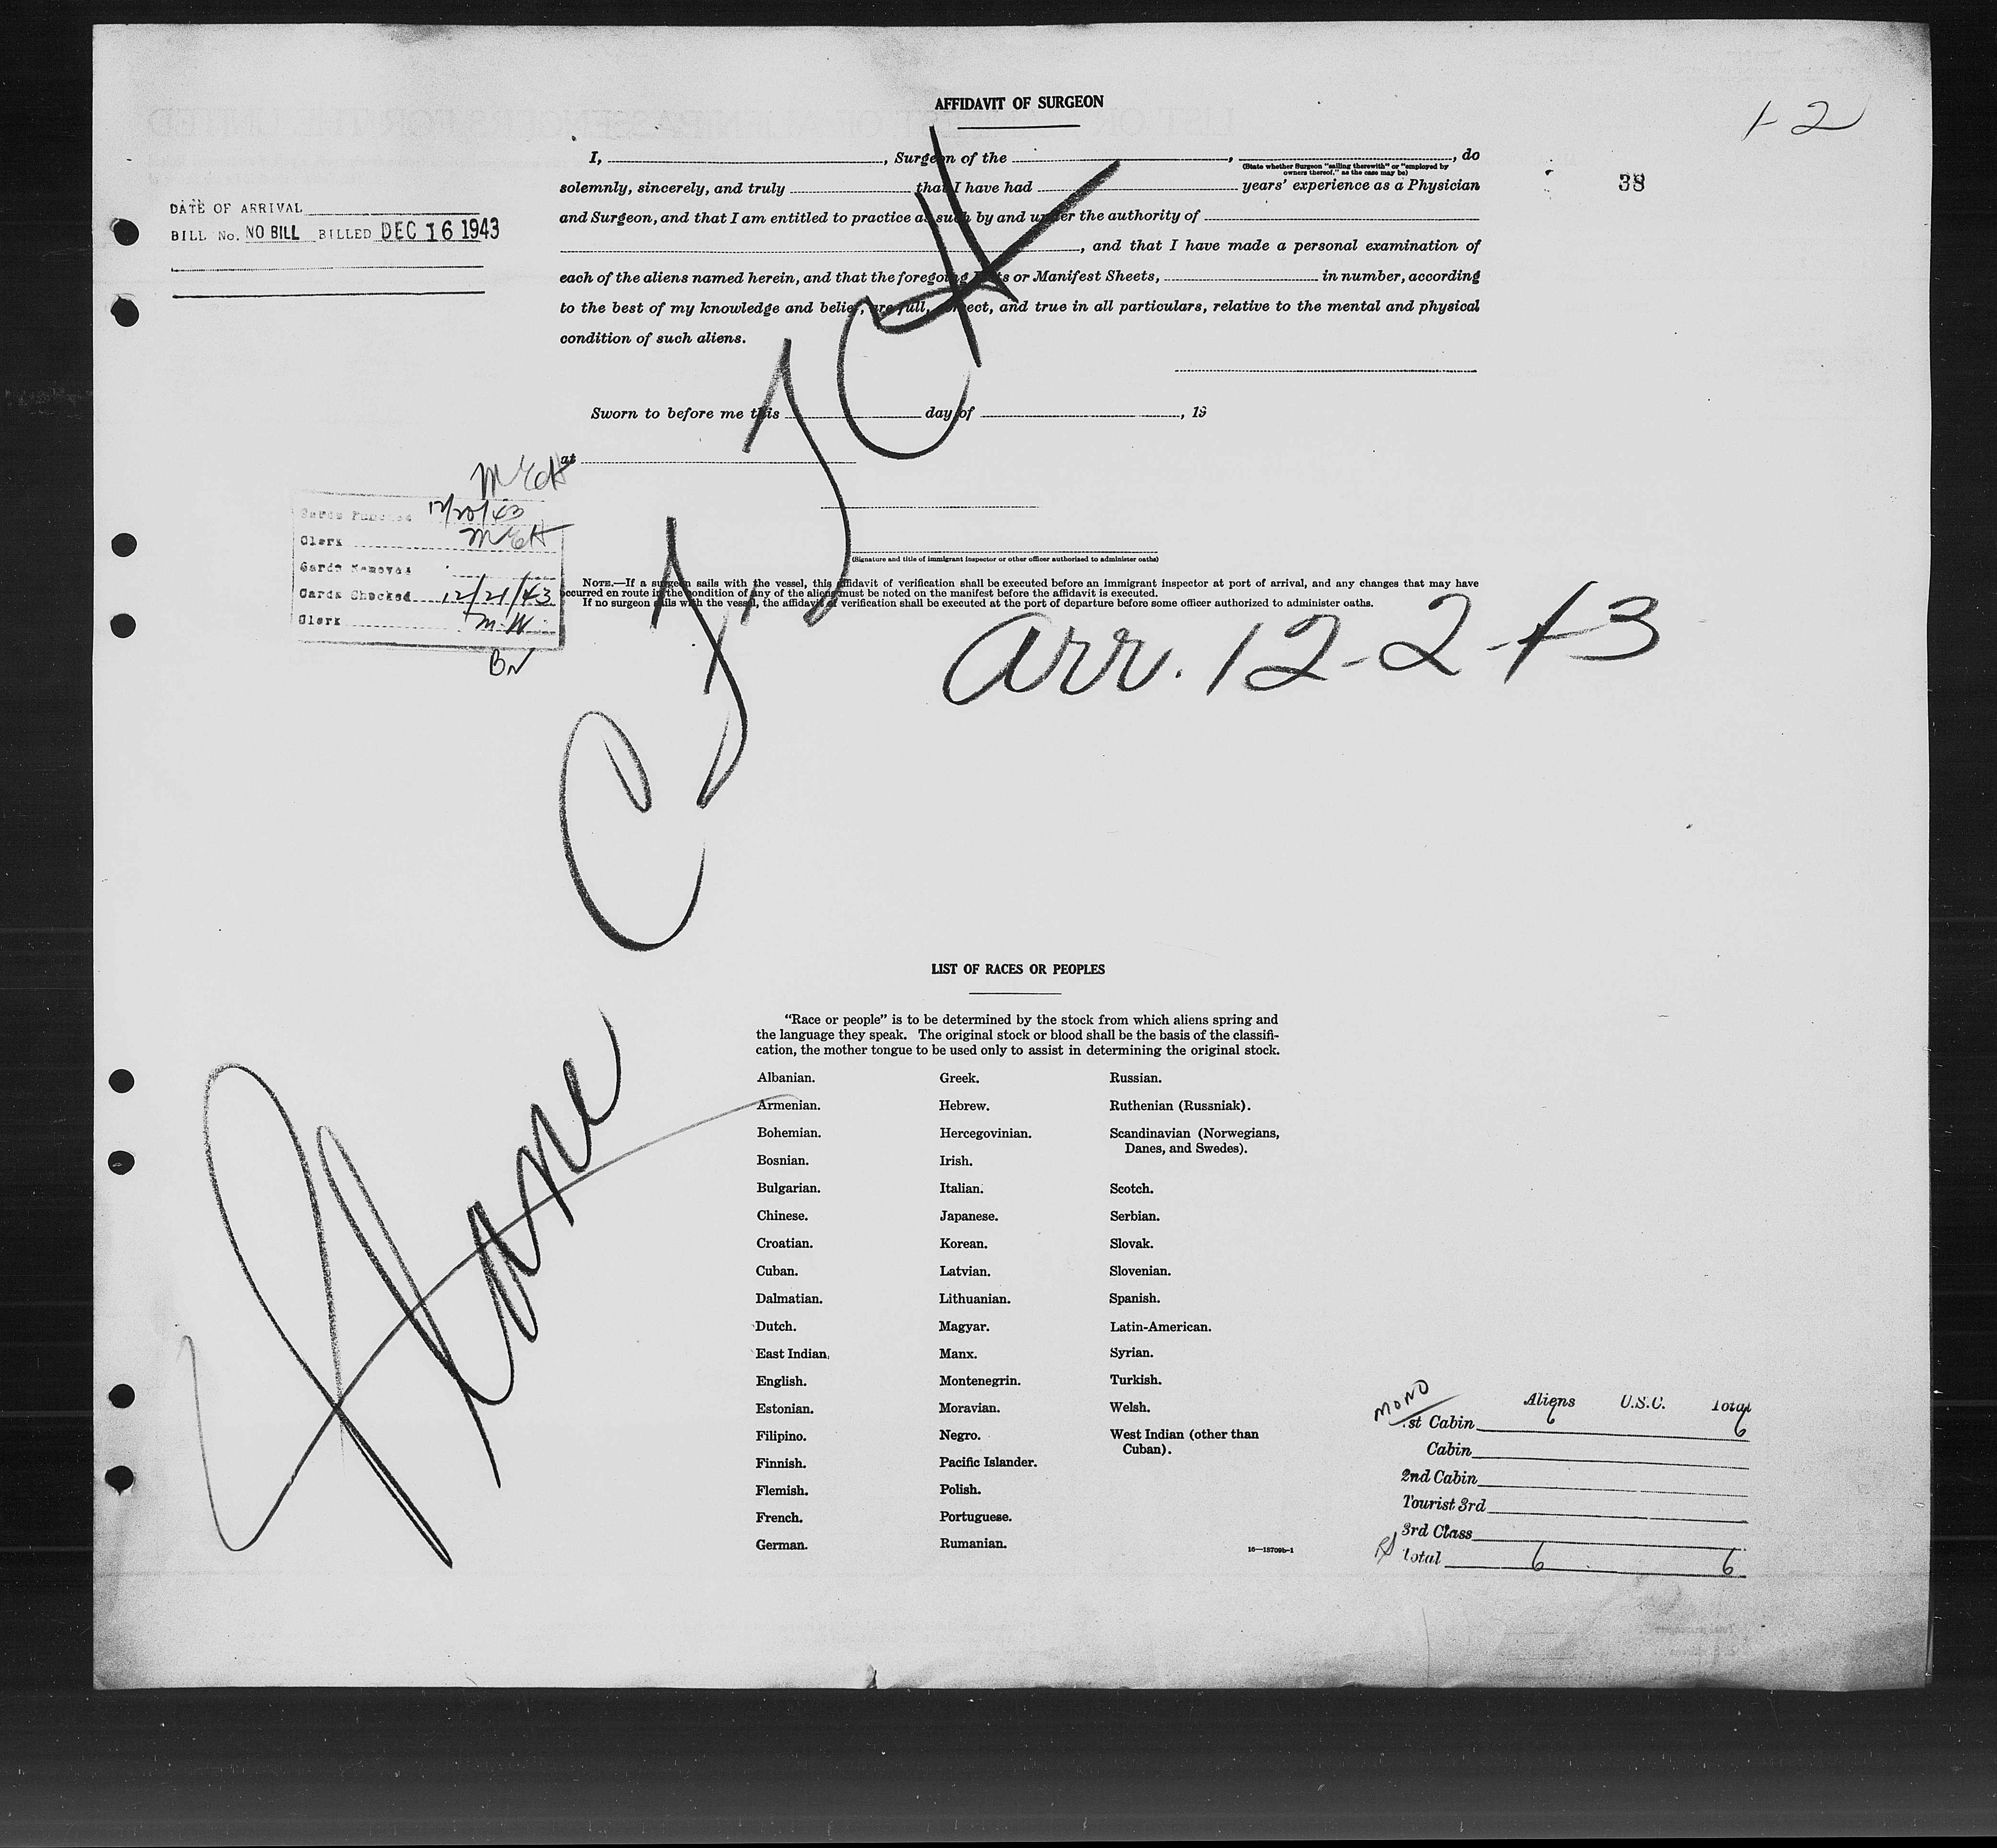 AFFIDAVIT OF SURGEON
1-2
38
I, , Surgeon of the , , do
(State whether Surgeon "sailing therewith" or "employed by owners thereof," as the case may be)
solemnly, sincerely, and truly that I have had years' experience as a Physician
and Surgeon, and that I am entitled to practice as such by and under the authority of
, and that I have made a personal examination of
each of the aliens named herein, and that the foregoing Lists or Manifest Sheets, in number, according
to the best of my knowledge and belief, are full, correct, and true in all particulars, relative to the mental and physical
condition of such aliens.
DATE OF ARRIVAL
BILL No. NO BILL BILLED DEC 16 1943
Sworn to before me this day of , 19
at
(Signature and title of immigrant inspector or other officer authorized to administer oaths)
NOTE.—If a surgeon sails with the vessel, this affidavit of verification shall be executed before an immigrant inspector at port of arrival, and any changes that may have
occurred en route in the condition of any of the aliens must be noted on the manifest before the affidavit is executed.
If no surgeon sails with the vessel, the affidavit of verification shall be executed at the port of departure before some officer authorized to administer oaths.
MEH
Cards Punched 12/20/43
Clerk MEH
Cards Removed
Cards Checked 12/21/43
Clerk M.W.
BN
Plane
arr. 12-2-43
LIST OF RACES OR PEOPLES
"Race or people" is to be determined by the stock from which aliens spring and
the language they speak. The original stock or blood shall be the basis of the classifi-
cation, the mother tongue to be used only to assist in determining the original stock.
Albanian.
Armenian.
Bohemian.
Bosnian.
Bulgarian.
Chinese.
Croatian.
Cuban.
Dalmatian.
Dutch.
East Indian.
English.
Estonian.
Filipino.
Finnish.
Flemish.
French.
German.
Greek.
Hebrew.
Hercegovinian.
Irish.
Italian.
Japanese.
Korean.
Latvian.
Lithuanian.
Magyar.
Manx.
Montenegrin.
Moravian.
Negro.
Pacific Islander.
Polish.
Portuguese.
Rumanian.
Russian.
Ruthenian (Russniak).
Scandinavian (Norwegians,
Danes, and Swedes).
Scotch.
Serbian.
Slovak.
Slovenian.
Spanish.
Latin-American.
Syrian.
Turkish.
Welsh.
West Indian (other than
Cuban).
16—13709b-1
MONO
Aliens U.S.C. Total
1st Cabin 6 6
Cabin
2nd Cabin
Tourist 3rd
3rd Class
Total 6 6